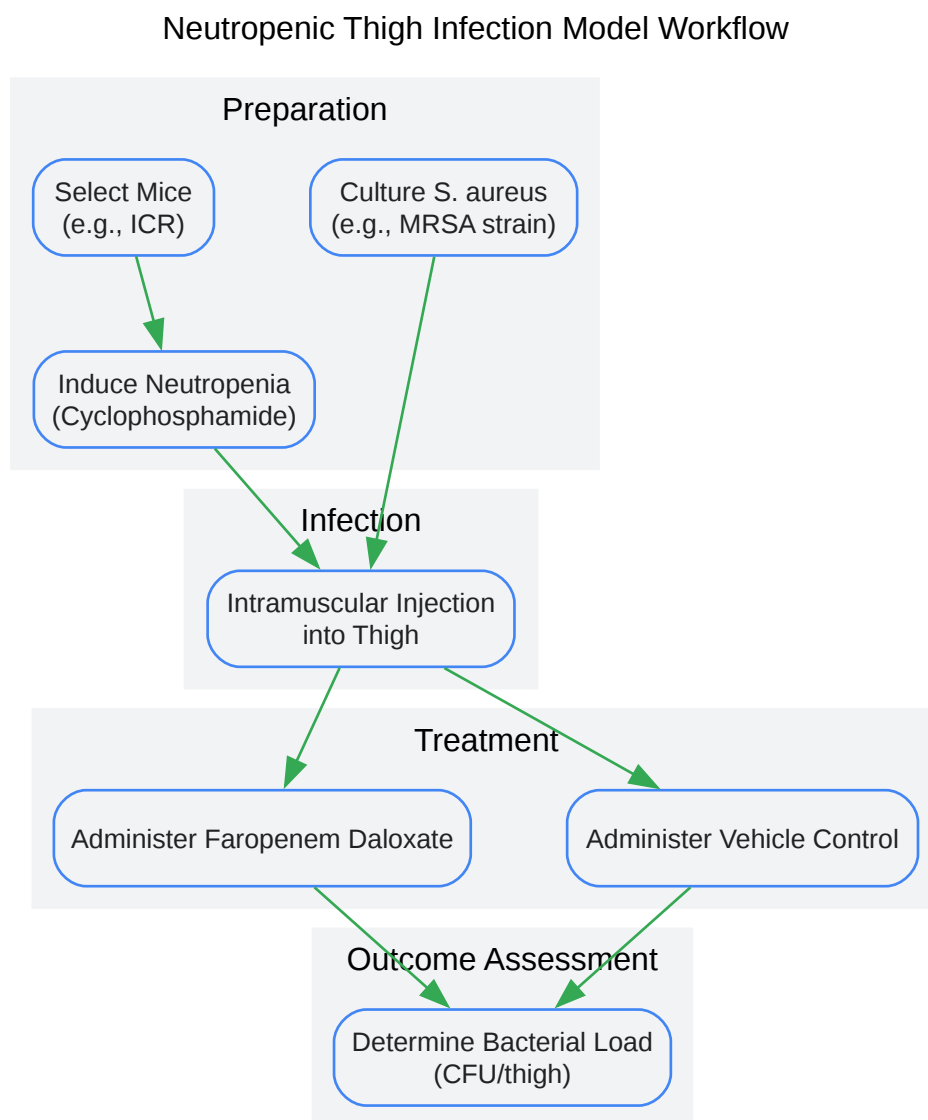 Neutropenic Thigh Infection Model Workflow
Preparation
Select Mice
(e.g., ICR)
Culture S. aureus
(e.g., MRSA strain)
Induce Neutropenia
(Cyclophosphamide)
Infection
Intramuscular Injection
into Thigh
Treatment
Administer Faropenem Daloxate
Administer Vehicle Control
Outcome Assessment
Determine Bacterial Load
(CFU/thigh)